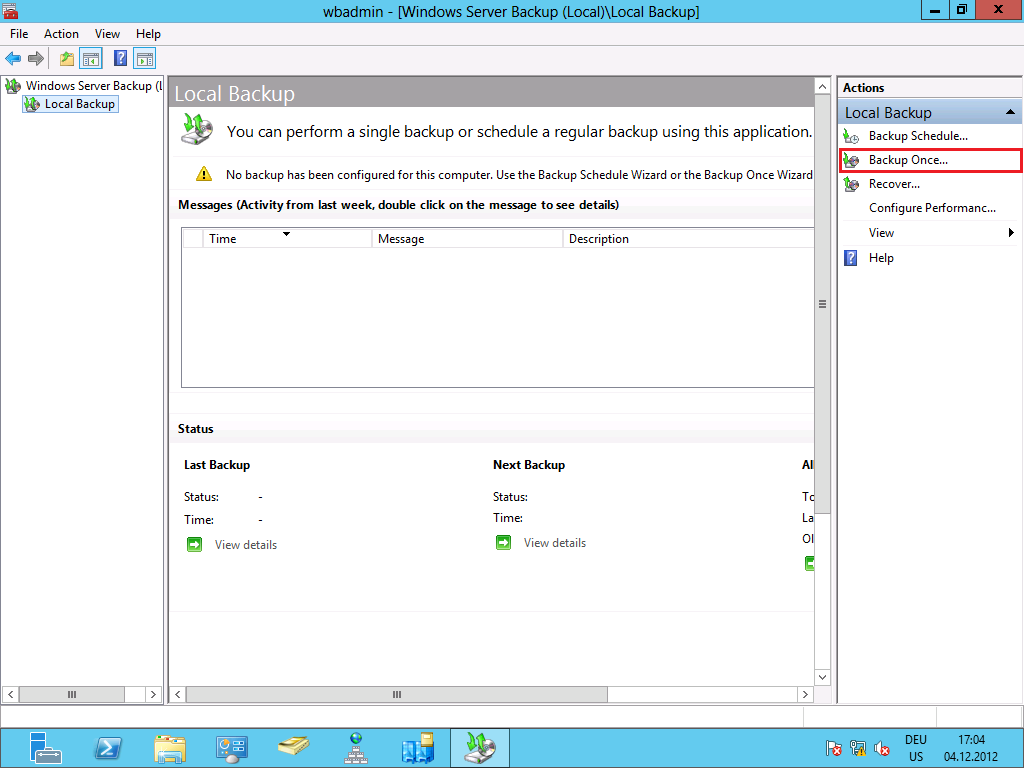 wbadmin - [Windows Server Backup (Local)\Local Backup]
File Action View Help
Windows Server Backup (L
Local Backup
Local Backup
You can perform a single backup or schedule a regular backup using this application.
No backup has been configured for this computer. Use the Backup Schedule Wizard or the Backup Once Wizard
Messages (Activity from last week, double click on the message to see details)
Time Message Description
Status
Last Backup
Status: -
Time: -
View details
Next Backup
Status:
Time:
View details
Al
To
La
Ol
Actions
Local Backup
Backup Schedule...
Backup Once...
Recover...
Configure Performanc...
View
Help
DEU
US
17:04
04.12.2012